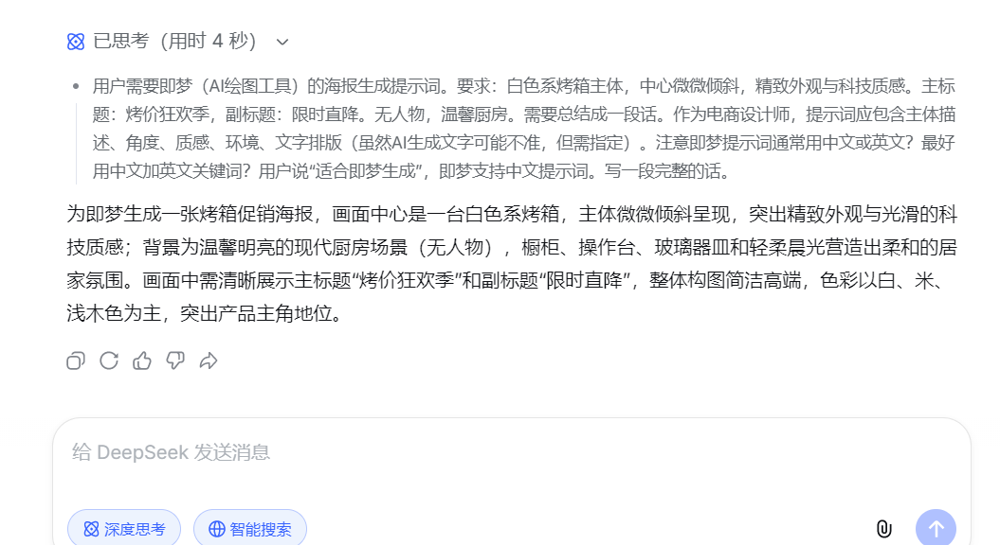 已思考（用时 4 秒）
用户需要即梦（AI绘图工具）的海报生成提示词。要求：白色系烤箱主体，中心微微倾斜，精致外观与科技质感。主标
题：烤价狂欢季，副标题：限时直降。无人物，温馨厨房。需要总结成一段话。作为电商设计师，提示词应包含主体描
述、角度、质感、环境、文字排版（虽然AI生成文字可能不准，但需指定）。注意即梦提示词通常用中文或英文？最好
用中文加英文关键词？用户说“适合即梦生成”，即梦支持中文提示词。写一段完整的话。
为即梦生成一张烤箱促销海报，画面中心是一台白色系烤箱，主体微微倾斜呈现，突出精致外观与光滑的科
技质感；背景为温馨明亮的现代厨房场景（无人物），橱柜、操作台、玻璃器皿和轻柔晨光营造出柔和的居
家氛围。画面中需清晰展示主标题“烤价狂欢季”和副标题“限时直降”，整体构图简洁高端，色彩以白、米、
浅木色为主，突出产品主角地位。
给 DeepSeek 发送消息
深度思考 智能搜索